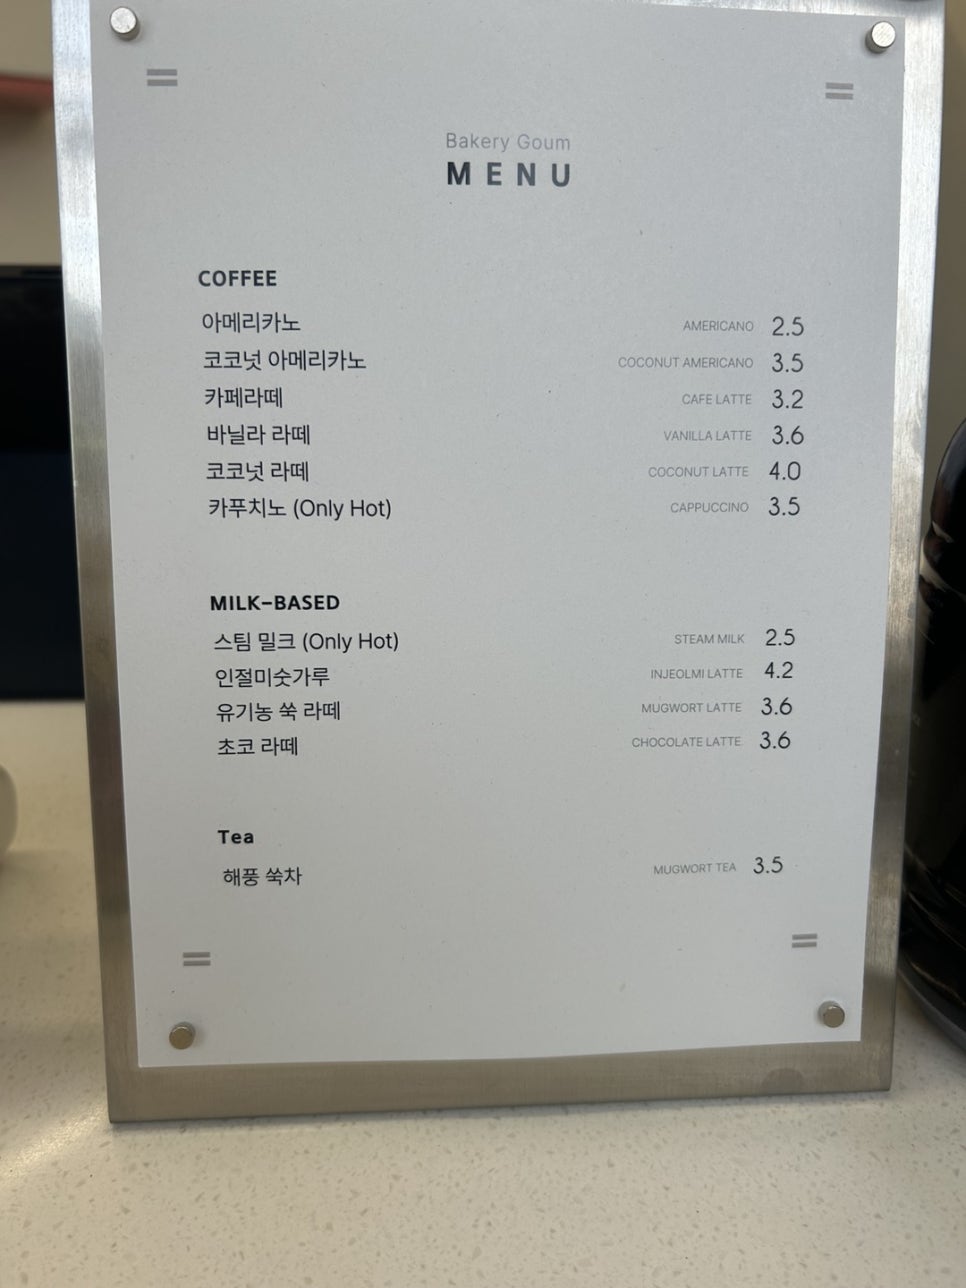 Bakery Goum
MENU
COFFEE
아메리카노 AMERICANO 2.5
코코넛 아메리카노 COCONUT AMERICANO 3.5
카페라떼 CAFE LATTE 3.2
바닐라 라떼 VANILLA LATTE 3.6
코코넛 라떼 COCONUT LATTE 4.0
카푸치노 (Only Hot) CAPPUCCINO 3.5
MILK-BASED
스팀 밀크 (Only Hot) STEAM MILK 2.5
인절미숫가루 INJEOLMI LATTE 4.2
유기농 쑥 라떼 MUGWORT LATTE 3.6
초코 라떼 CHOCOLATE LATTE 3.6
Tea
해풍 쑥차 MUGWORT TEA 3.5